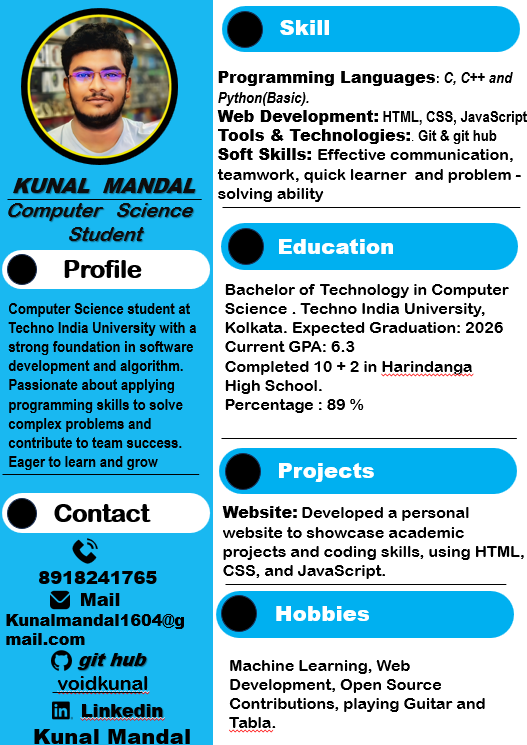 KUNAL MANDAL
Computer Science
Student
Profile
Computer Science student at
Techno India University with a
strong foundation in software
development and algorithm.
Passionate about applying
programming skills to solve
complex problems and
contribute to team success.
Eager to learn and grow
Contact
8918241765
Mail
Kunalmandal1604@g
mail.com
git hub
voidkunal
Linkedin
Kunal Mandal
Skill
Programming Languages: C, C++ and
Python(Basic).
Web Development: HTML, CSS, JavaScript
Tools & Technologies:. Git & git hub
Soft Skills: Effective communication,
teamwork, quick learner and problem -
solving ability
Education
Bachelor of Technology in Computer
Science . Techno India University,
Kolkata. Expected Graduation: 2026
Current GPA: 6.3
Completed 10 + 2 in Harindanga
High School.
Percentage : 89 %
Projects
Website: Developed a personal
website to showcase academic
projects and coding skills, using HTML,
CSS, and JavaScript.
Hobbies
Machine Learning, Web
Development, Open Source
Contributions, playing Guitar and
Tabla.